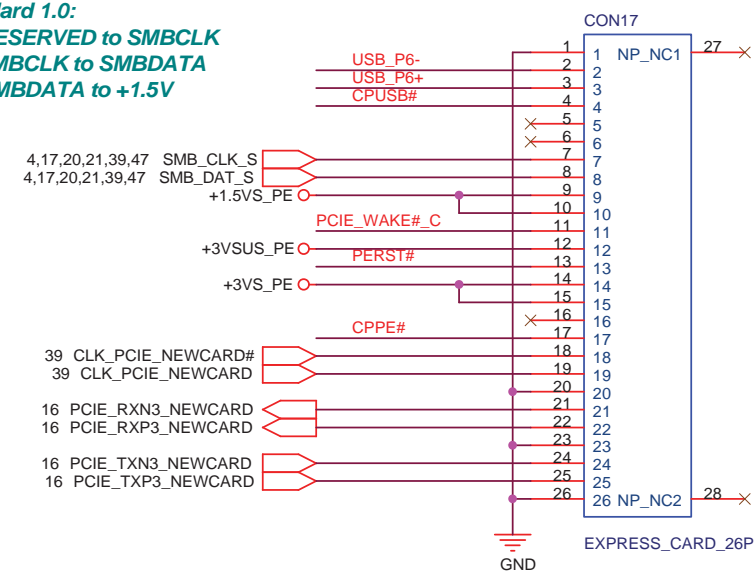 dard 1.0:
ESERVED to SMBCLK
MBCLK to SMBDATA
MBDATA to +1.5V
CON17
1 1 NP_NC1 27
USB_P6- 2 2
USB_P6+ 3 3
CPUSB# 4 4
5 5
6 6
4,17,20,21,39,47 SMB_CLK_S 7 7
4,17,20,21,39,47 SMB_DAT_S 8 8
+1.5VS_PE 9 9
10 10
PCIE_WAKE#_C 11 11
+3VSUS_PE 12 12
PERST# 13 13
+3VS_PE 14 14
15 15
16 16
CPPE# 17 17
39 CLK_PCIE_NEWCARD# 18 18
39 CLK_PCIE_NEWCARD 19 19
20 20
16 PCIE_RXN3_NEWCARD 21 21
16 PCIE_RXP3_NEWCARD 22 22
23 23
16 PCIE_TXN3_NEWCARD 24 24
16 PCIE_TXP3_NEWCARD 25 25
26 26 NP_NC2 28
EXPRESS_CARD_26P
GND